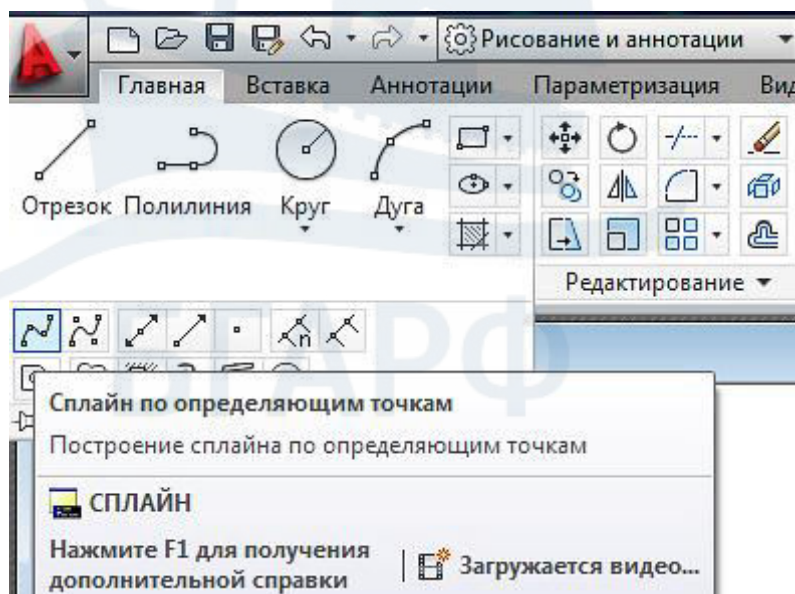 Рисование и аннотации
Главная Вставка Аннотации Параметризация Вид
Отрезок Полилиния Круг Дуга
Редактирование
БГАРФ
Сплайн по определяющим точкам
Построение сплайна по определяющим точкам
СПЛАЙН
Нажмите F1 для получения
дополнительной справки
Загружается видео...